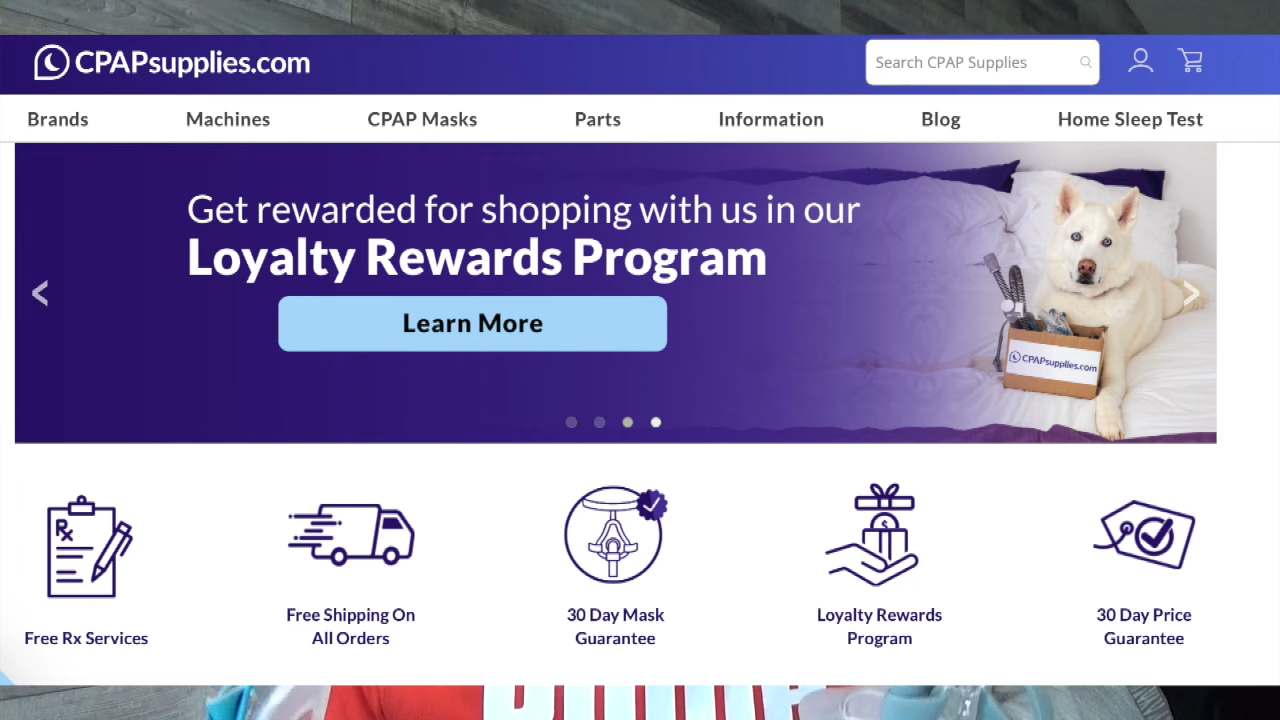 CPAPsupplies.com
Search CPAP Supplies
Brands
Machines
CPAP Masks
Parts
Information
Blog
Home Sleep Test
Get rewarded for shopping with us in our
Loyalty Rewards Program
Learn More
CPAPsupplies.com
Rx
Free Rx Services
Free Shipping On
All Orders
$
30 Day Mask
Guarantee
Loyalty Rewards
Program
30 Day Price
Guarantee